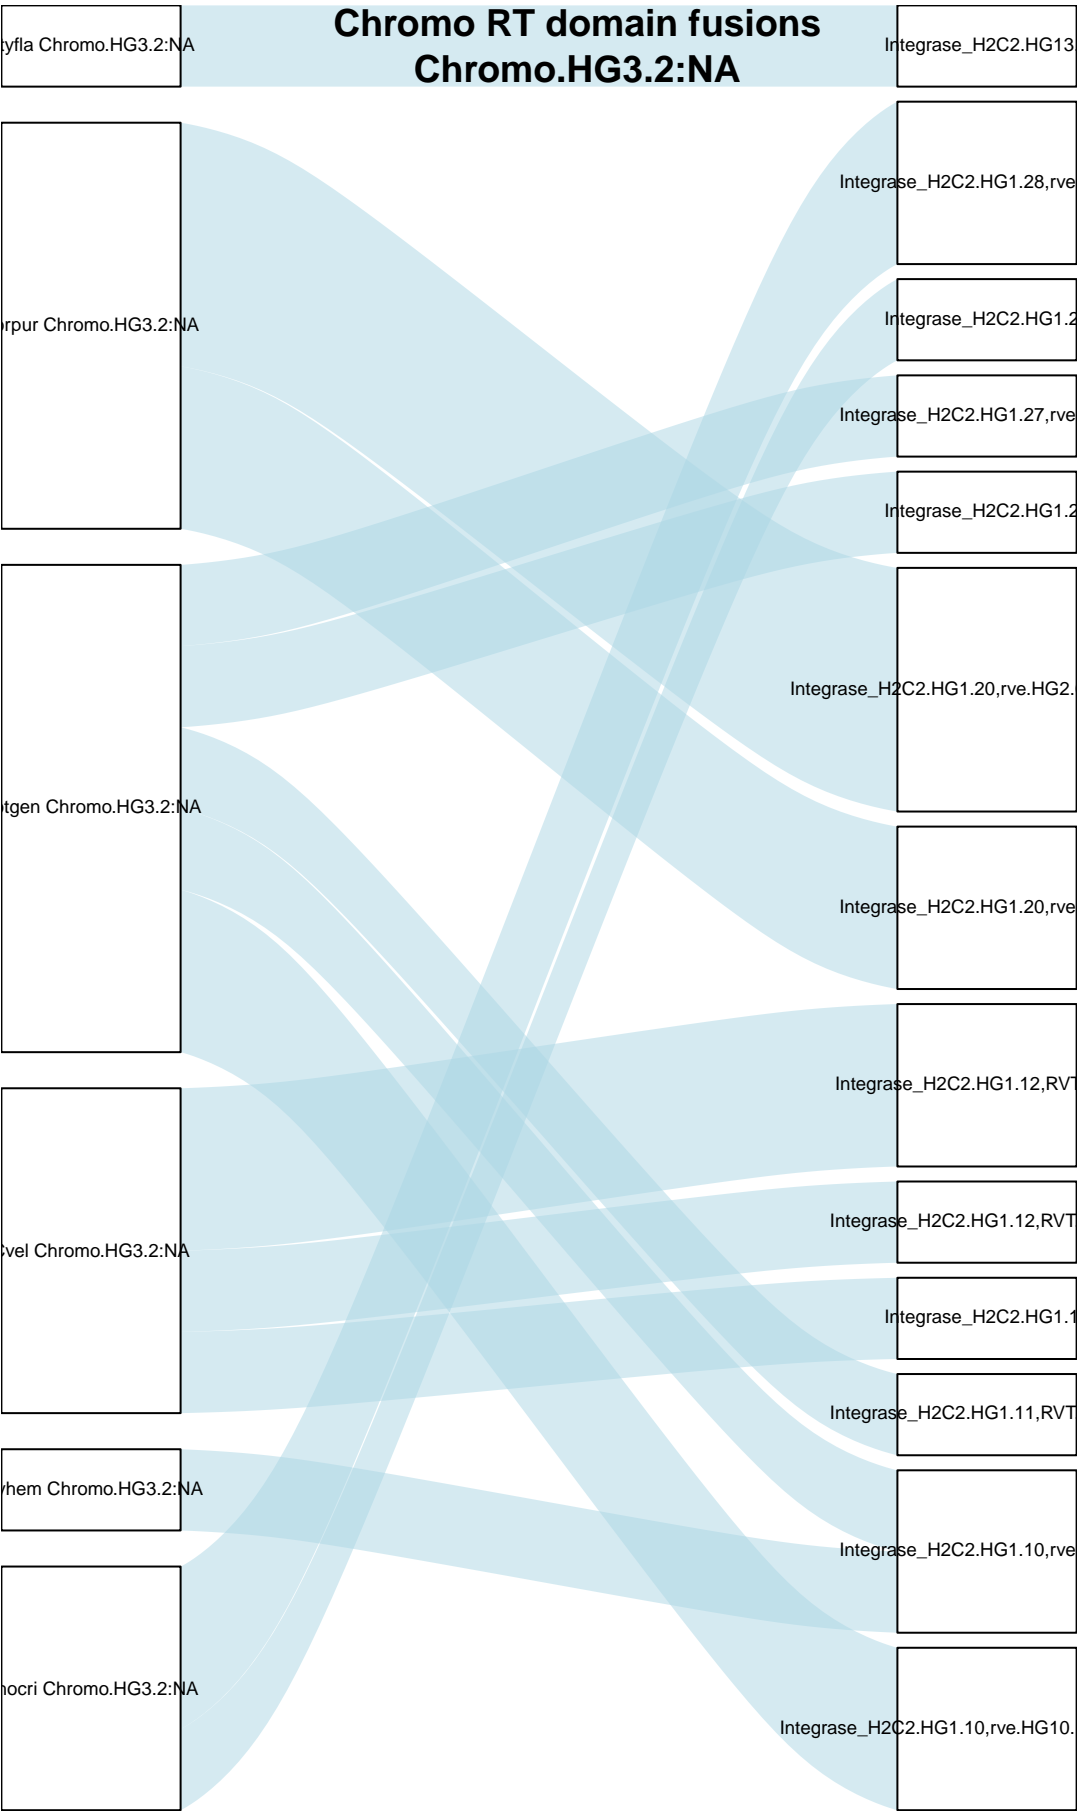 Chromo RT domain fusions
Chromo.HG3.2:NA
tyfla Chromo.HG3.2:NA
rpur Chromo.HG3.2:NA
tgen Chromo.HG3.2:NA
vel Chromo.HG3.2:NA
hem Chromo.HG3.2:NA
ocri Chromo.HG3.2:NA
Integrase_H2C2.HG13.
Integrase_H2C2.HG1.28,rve
Integrase_H2C2.HG1.2
Integrase_H2C2.HG1.27,rve
Integrase_H2C2.HG1.2
Integrase_H2C2.HG1.20,rve.HG2.
Integrase_H2C2.HG1.20,rve
Integrase_H2C2.HG1.12,RVT
Integrase_H2C2.HG1.12,RVT
Integrase_H2C2.HG1.1
Integrase_H2C2.HG1.11,RVT
Integrase_H2C2.HG1.10,rve
Integrase_H2C2.HG1.10,rve.HG10.